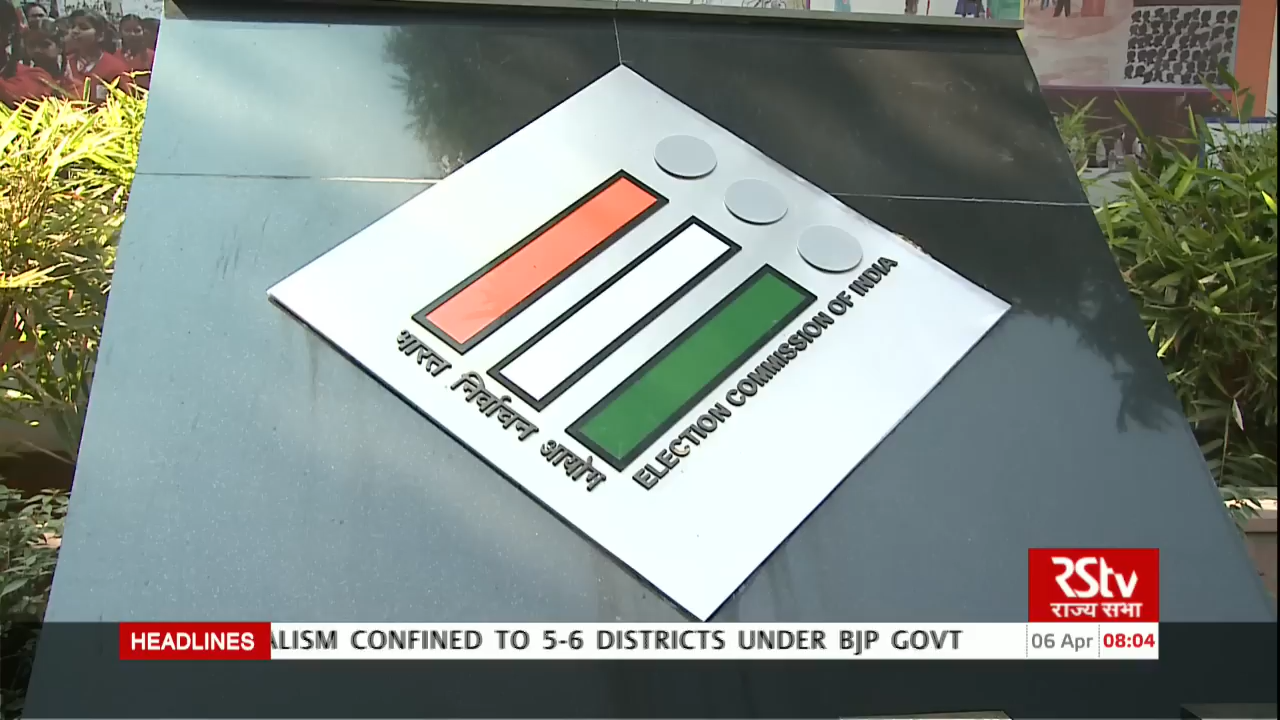 भारत निर्वाचन आयोग
ELECTION COMMISSION OF INDIA
RSTV
राज्य सभा
HEADLINES
ALISM CONFINED TO 5-6 DISTRICTS UNDER BJP GOVT
06 Apr 08:04